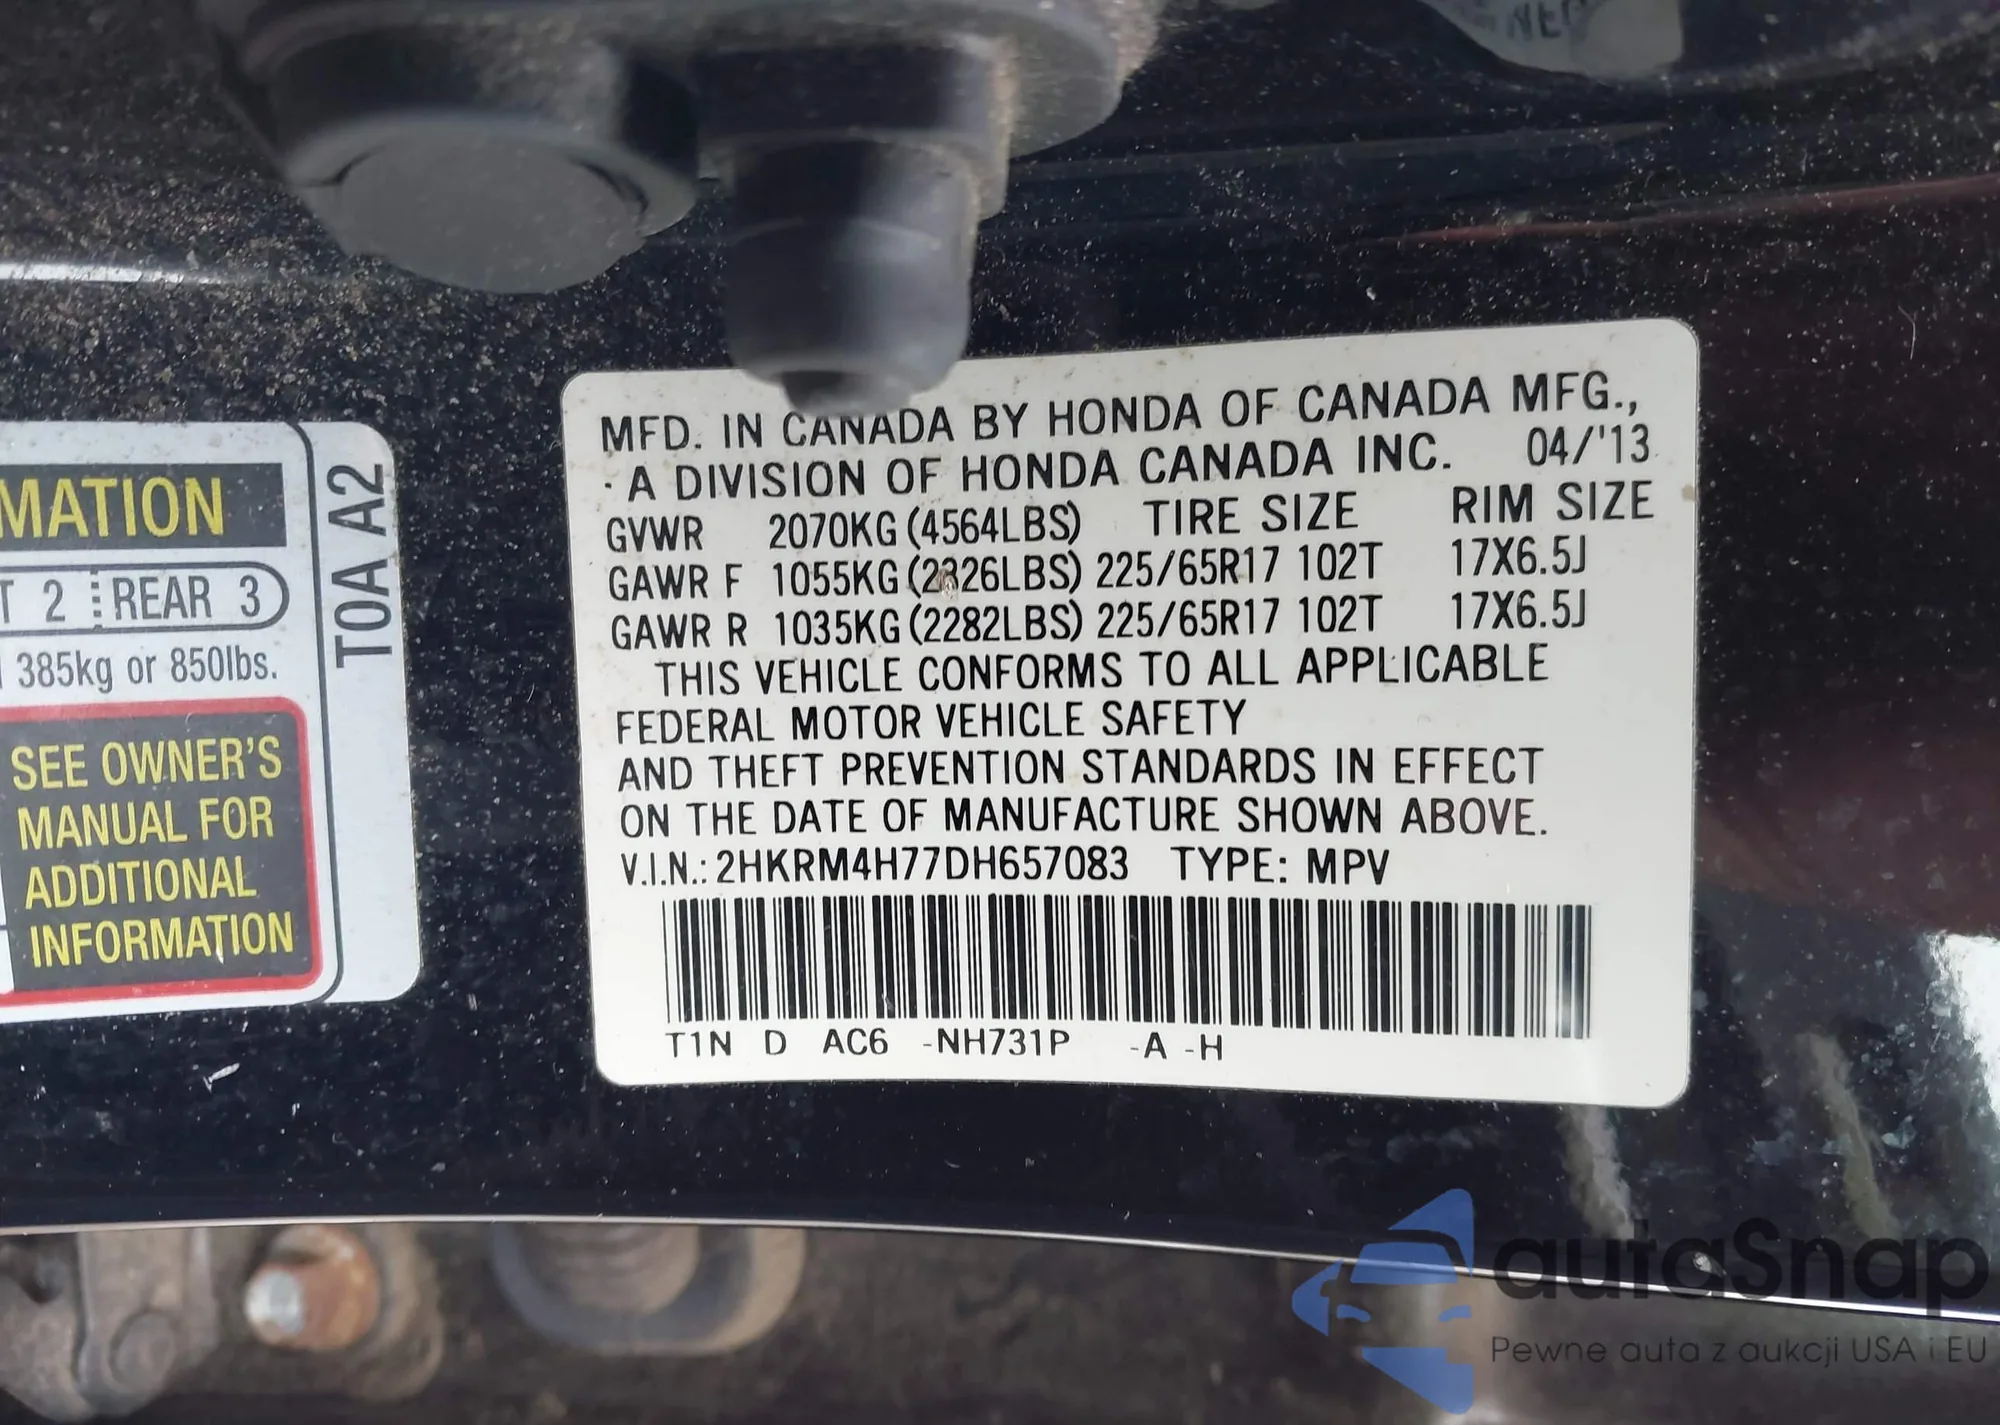 MATION
T 2 REAR 3
385kg or 850lbs.
SEE OWNER'S
MANUAL FOR
ADDITIONAL
INFORMATION
T0A A2
MFD. IN CANADA BY HONDA OF CANADA MFG.,
A DIVISION OF HONDA CANADA INC. 04/'13
GVWR 2070KG (4564LBS) TIRE SIZE RIM SIZE
GAWR F 1055KG (2326LBS) 225/65R17 102T 17X6.5J
GAWR R 1035KG (2282LBS) 225/65R17 102T 17X6.5J
THIS VEHICLE CONFORMS TO ALL APPLICABLE
FEDERAL MOTOR VEHICLE SAFETY
AND THEFT PREVENTION STANDARDS IN EFFECT
ON THE DATE OF MANUFACTURE SHOWN ABOVE.
V.I.N.: 2HKRM4H77DH657083 TYPE: MPV
T1N D AC6 -NH731P -A -H
autaSnap
Pewne auta z aukcji USA i EU